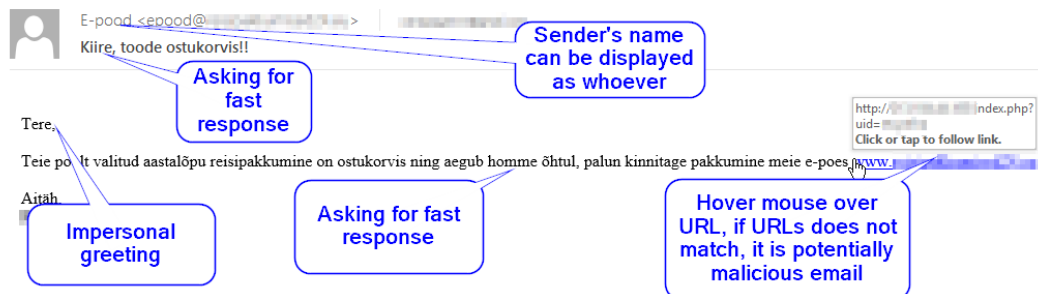 E-pood <epood@ >
Kiire, toode ostukorvis!!
Sender's name
can be displayed
as whoever
Asking for
fast
response
http:// ndex.php?
uid=
Click or tap to follow link.
Tere,
Teie poolt valitud aastalõpu reisipakkumine on ostukorvis ning aegub homme õhtul, palun kinnitage pakkumine meie e-poes www.
Aitäh,
Impersonal
greeting
Asking for fast
response
Hover mouse over
URL, if URLs does not
match, it is potentially
malicious email